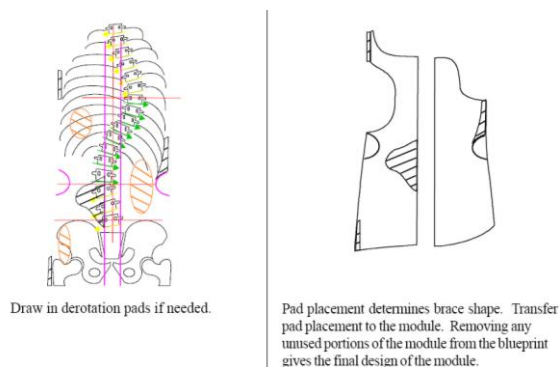 Draw in derotation pads if needed.
Pad placement determines brace shape. Transfer
pad placement to the module. Removing any
unused portions of the module from the blueprint
gives the final design of the module.